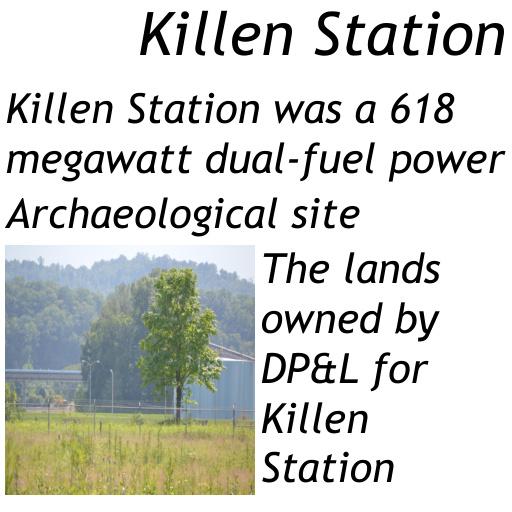 Killen Station
Killen Station was a 618
megawatt dual-fuel power
Archaeological site
The lands
owned by
DP&L for
Killen
Station